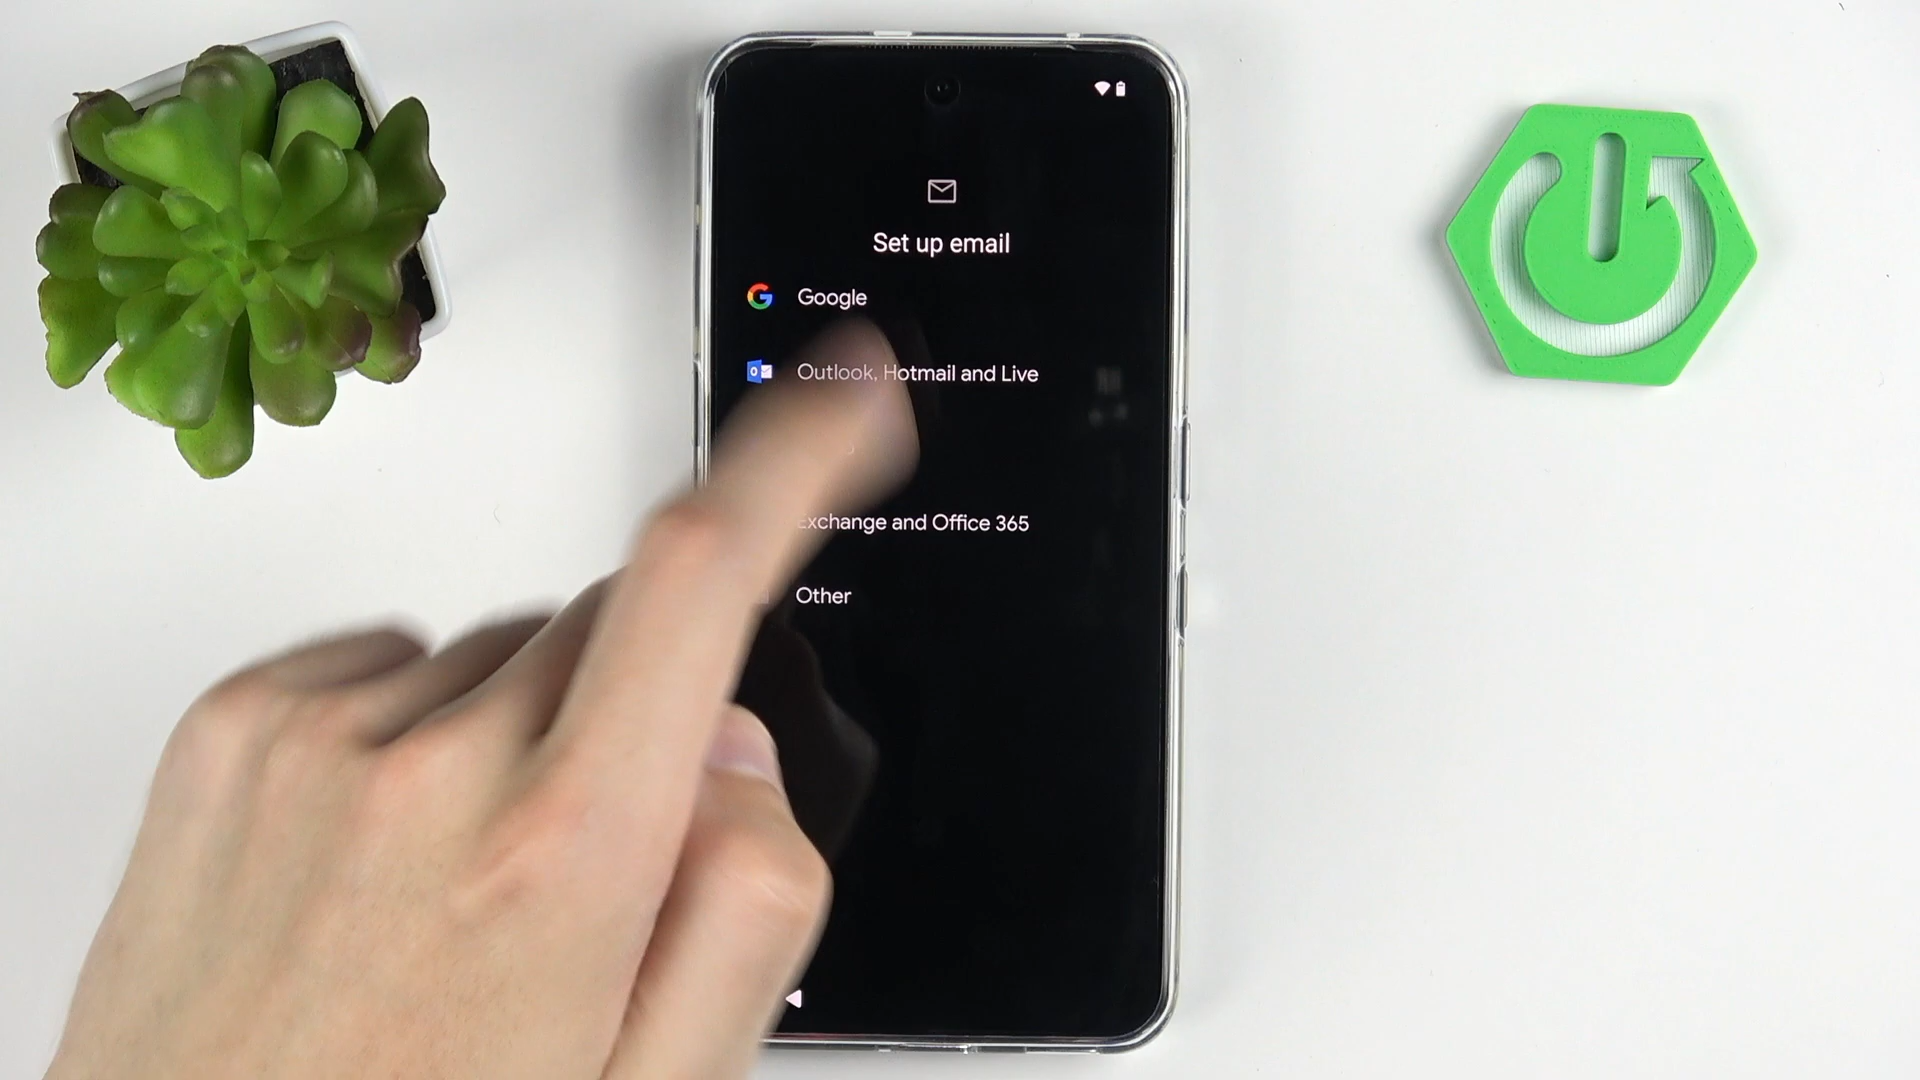 Set up email
Google
Outlook, Hotmail and Live
Exchange and Office 365
Other